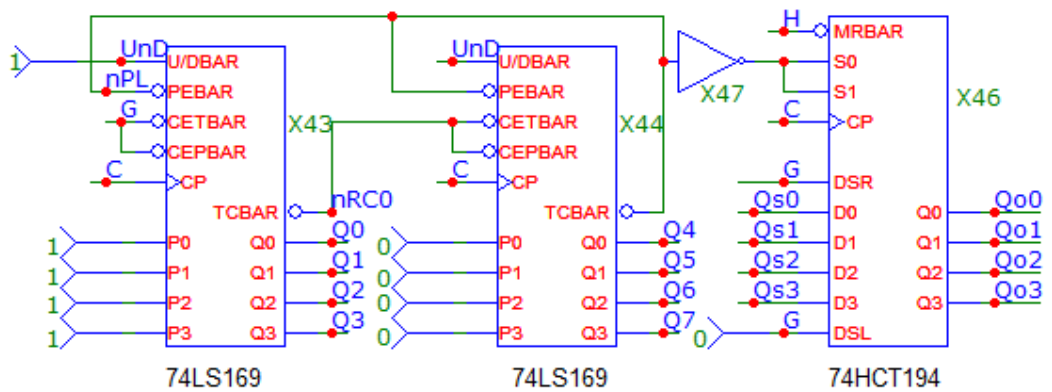 H MRBAR
UnD UnD
1 U/DBAR U/DBAR S0
nPL PEBAR PEBAR X47 S1 X46
G CETBAR X43 CETBAR X44 C CP
CEPBAR CEPBAR
C CP C CP G DSR
nRC0
TCBAR TCBAR Qs0 D0 Q0 Qo0
1 P0 Q0 Q0 0 P0 Q0 Q4 Qs1 D1 Q1 Qo1
1 P1 Q1 Q1 0 P1 Q1 Q5 Qs2 D2 Q2 Qo2
1 P2 Q2 Q2 0 P2 Q2 Q6 Qs3 D3 Q3 Qo3
1 P3 Q3 Q3 0 P3 Q3 Q7 0 G DSL
74LS169 74LS169 74HCT194